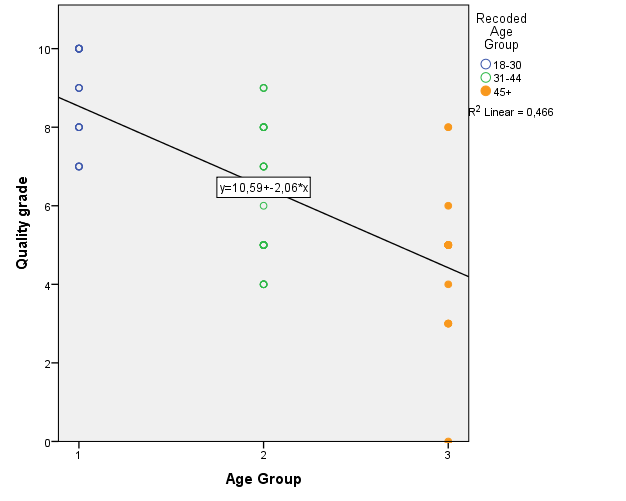 Recoded
Age
Group
18-30
31-44
45+
R2 Linear = 0,466
10
8
6
4
2
0
y=10,59+-2,06*x
Quality grade
1
2
3
Age Group